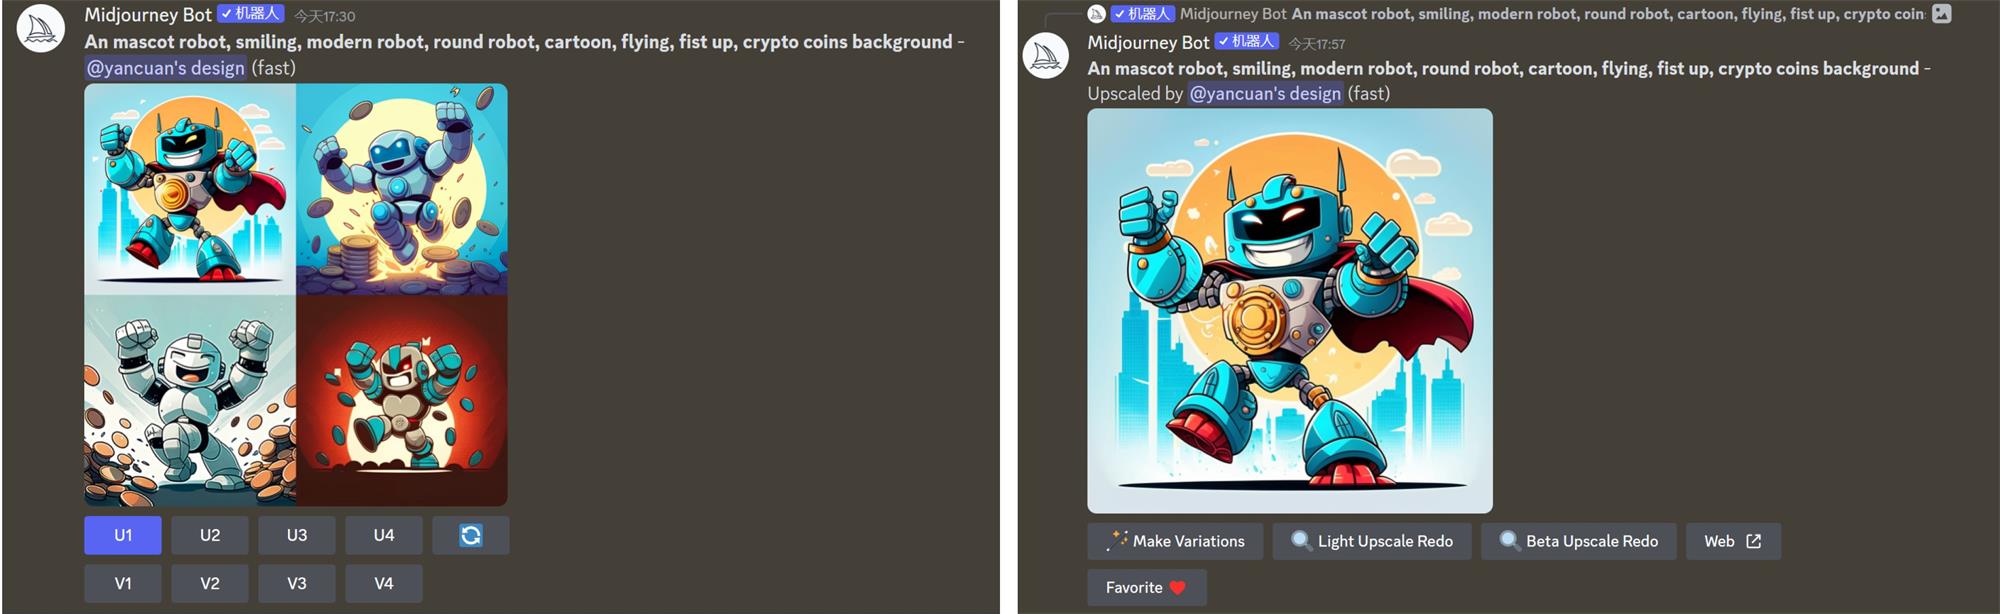 Midjourney Bot ✓机器人 今天17:30
An mascot robot, smiling, modern robot, round robot, cartoon, flying, fist up, crypto coins background -
@yancuan's design (fast)
U1 U2 U3 U4
V1 V2 V3 V4
✓机器人 Midjourney Bot An mascot robot, smiling, modern robot, round robot, cartoon, flying, fist up, crypto coin
Midjourney Bot ✓机器人 今天17:57
An mascot robot, smiling, modern robot, round robot, cartoon, flying, fist up, crypto coins background -
Upscaled by @yancuan's design (fast)
Make Variations Light Upscale Redo Beta Upscale Redo Web
Favorite